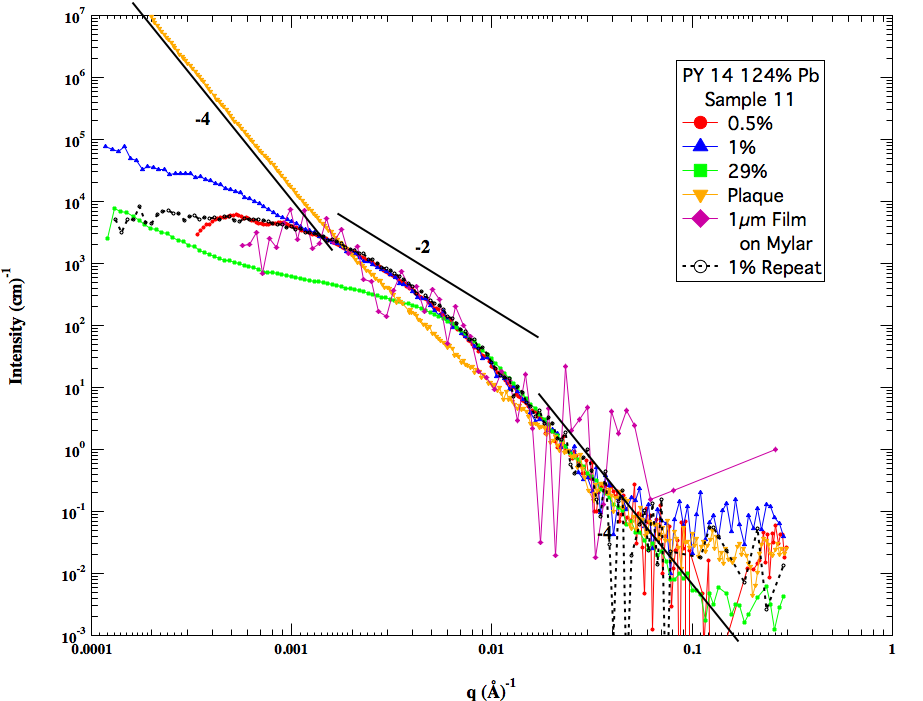 10^7
10^6
10^5
10^4
10^3
10^2
10^1
10^0
10^-1
10^-2
10^-3
Intensity (cm)^-1
-4
-2
-4
PY 14 124% Pb
Sample 11
0.5%
1%
29%
Plaque
1μm Film
on Mylar
1% Repeat
0.0001
0.001
0.01
0.1
1
q (Å)^-1